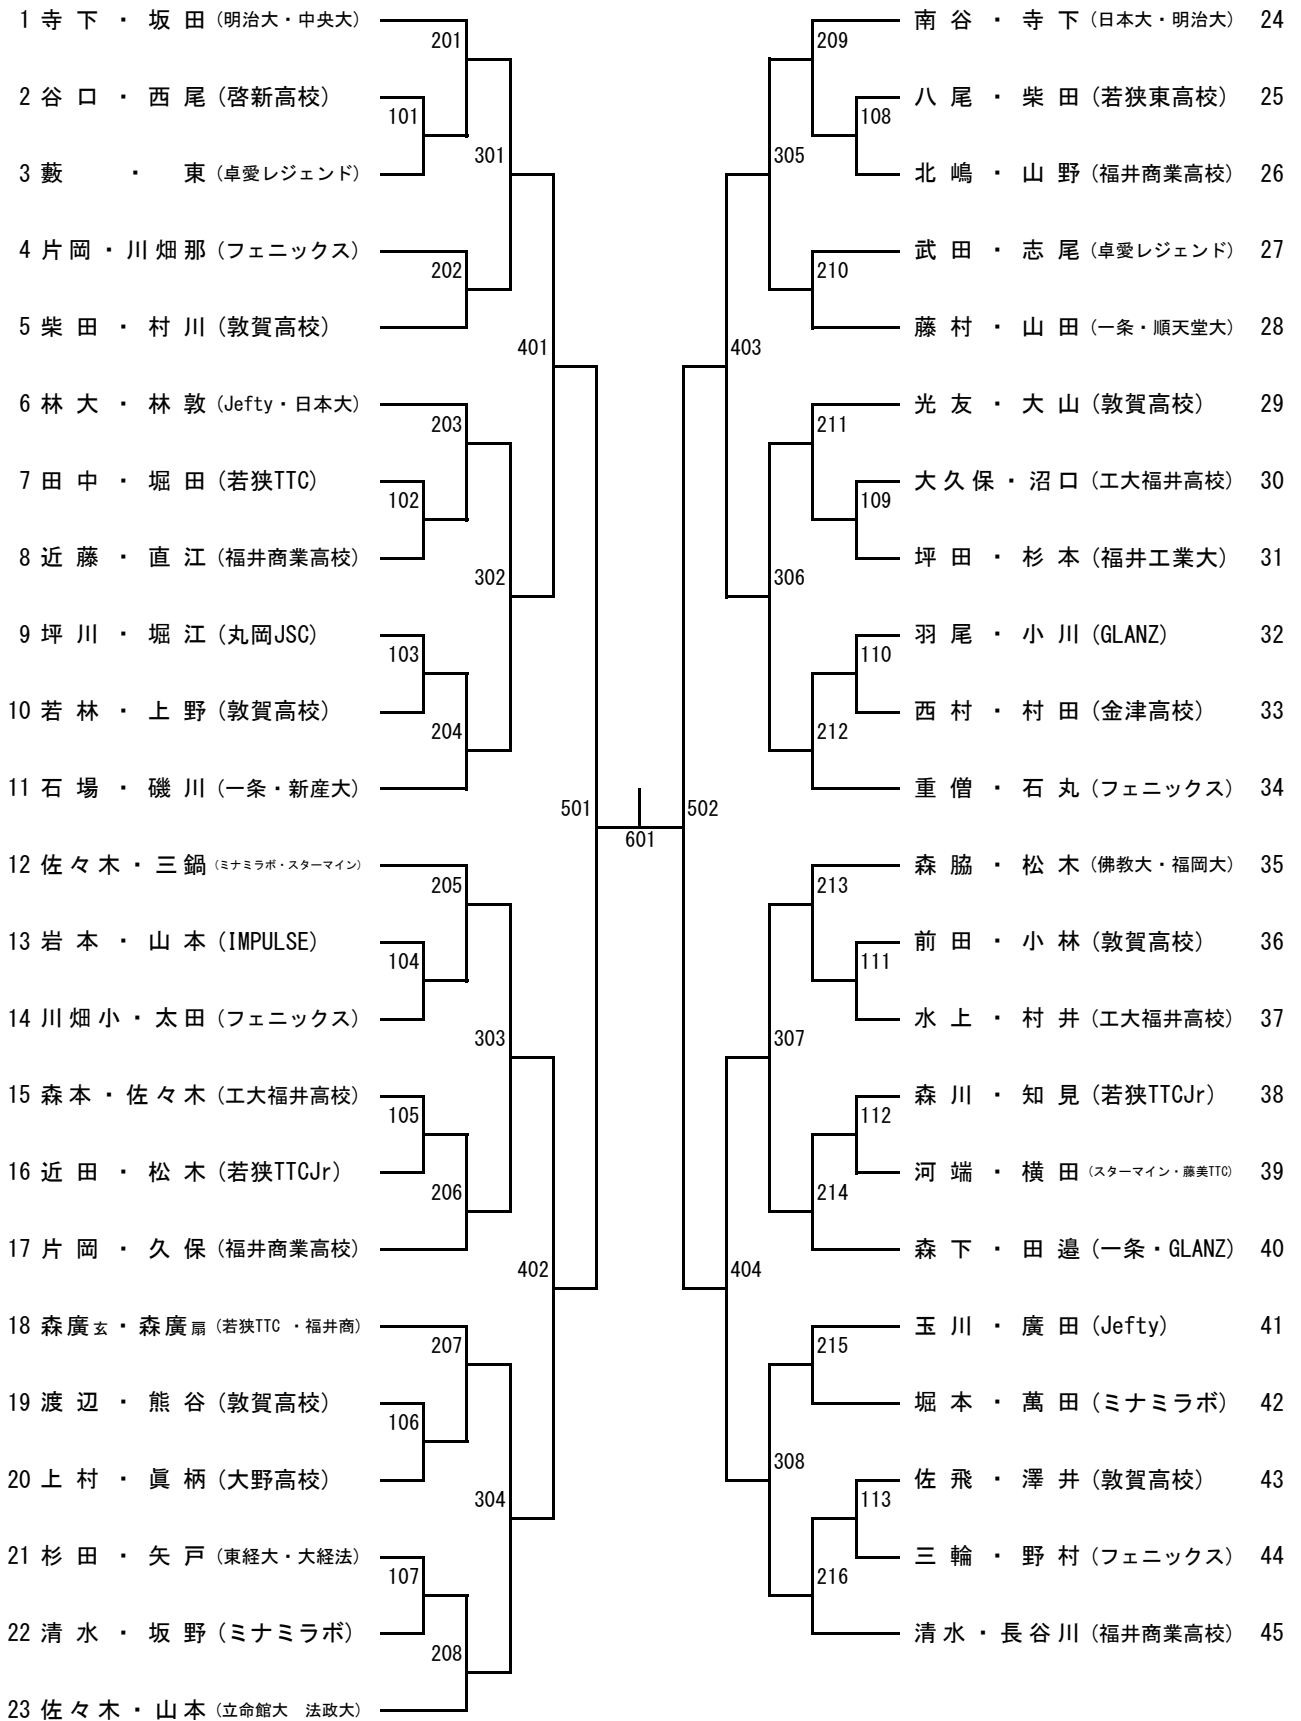 1 寺下・坂田 (明治大・中央大)
2 谷口・西尾 (啓新高校)
3 藪・東 (卓愛レジェンド)
4 片岡・川畑那 (フェニックス)
5 柴田・村川 (敦賀高校)
6 林大・林敦 (Jefty・日本大)
7 田中・堀田 (若狭TTC)
8 近藤・直江 (福井商業高校)
9 坪川・堀江 (丸岡JSC)
10 若林・上野 (敦賀高校)
11 石場・磯川 (一条・新産大)
12 佐々木・三鍋 (ミナミラボ・スターマイン)
13 岩本・山本 (IMPULSE)
14 川畑小・太田 (フェニックス)
15 森本・佐々木 (工大福井高校)
16 近田・松木 (若狭TTCJr)
17 片岡・久保 (福井商業高校)
18 森廣玄・森廣扇 (若狭TTC ・福井商)
19 渡辺・熊谷 (敦賀高校)
20 上村・眞柄 (大野高校)
21 杉田・矢戸 (東経大・大経法)
22 清水・坂野 (ミナミラボ)
23 佐々木・山本 (立命館大 法政大)
101
102
103
104
105
106
107
201
202
203
204
205
206
207
208
301
302
303
304
401
402
501
601
502
403
404
305
306
307
308
209
210
211
212
213
214
215
216
108
109
110
111
112
113
南谷・寺下 (日本大・明治大) 24
八尾・柴田 (若狭東高校) 25
北嶋・山野 (福井商業高校) 26
武田・志尾 (卓愛レジェンド) 27
藤村・山田 (一条・順天堂大) 28
光友・大山 (敦賀高校) 29
大久保・沼口 (工大福井高校) 30
坪田・杉本 (福井工業大) 31
羽尾・小川 (GLANZ) 32
西村・村田 (金津高校) 33
重僧・石丸 (フェニックス) 34
森脇・松木 (佛教大・福岡大) 35
前田・小林 (敦賀高校) 36
水上・村井 (工大福井高校) 37
森川・知見 (若狭TTCJr) 38
河端・横田 (スターマイン・藤美TTC) 39
森下・田邉 (一条・GLANZ) 40
玉川・廣田 (Jefty) 41
堀本・萬田 (ミナミラボ) 42
佐飛・澤井 (敦賀高校) 43
三輪・野村 (フェニックス) 44
清水・長谷川 (福井商業高校) 45